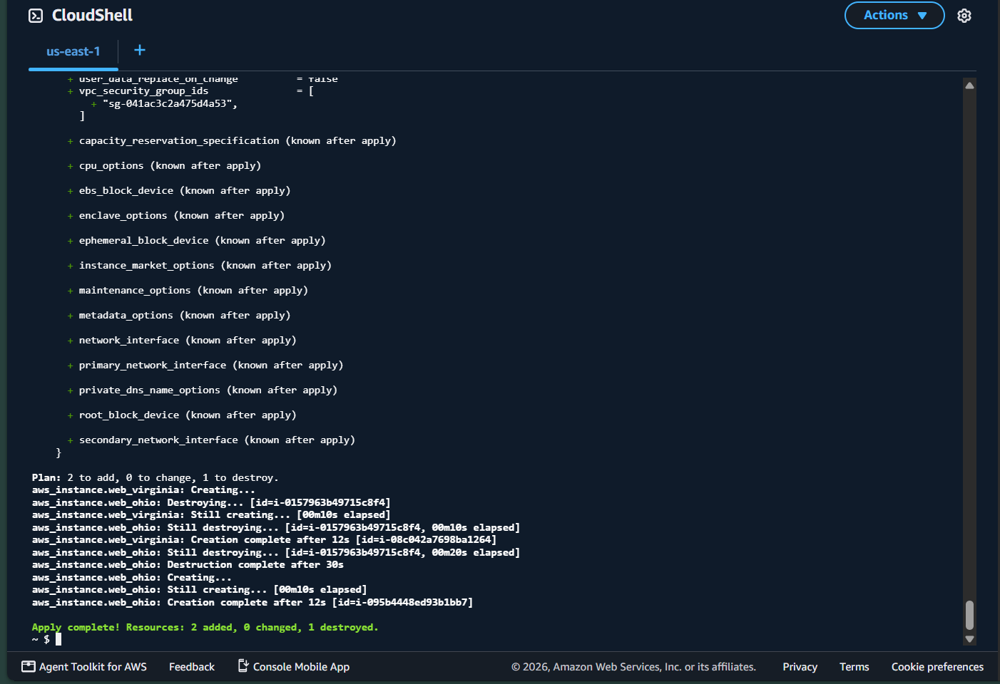 CloudShell
Actions ▼
us-east-1 +
+ user_data_replace_on_change = false
+ vpc_security_group_ids = [
+ "sg-041ac3c2a475d4a53",
]
+ capacity_reservation_specification (known after apply)
+ cpu_options (known after apply)
+ ebs_block_device (known after apply)
+ enclave_options (known after apply)
+ ephemeral_block_device (known after apply)
+ instance_market_options (known after apply)
+ maintenance_options (known after apply)
+ metadata_options (known after apply)
+ network_interface (known after apply)
+ primary_network_interface (known after apply)
+ private_dns_name_options (known after apply)
+ root_block_device (known after apply)
+ secondary_network_interface (known after apply)
}
Plan: 2 to add, 0 to change, 1 to destroy.
aws_instance.web_virginia: Creating...
aws_instance.web_ohio: Destroying... [id=i-0157963b49715c8f4]
aws_instance.web_virginia: Still creating... [00m10s elapsed]
aws_instance.web_ohio: Still destroying... [id=i-0157963b49715c8f4, 00m10s elapsed]
aws_instance.web_virginia: Creation complete after 12s [id=i-08c042a7698ba1264]
aws_instance.web_ohio: Still destroying... [id=i-0157963b49715c8f4, 00m20s elapsed]
aws_instance.web_ohio: Destruction complete after 30s
aws_instance.web_ohio: Creating...
aws_instance.web_ohio: Still creating... [00m10s elapsed]
aws_instance.web_ohio: Creation complete after 12s [id=i-095b4448ed93b1bb7]
Apply complete! Resources: 2 added, 0 changed, 1 destroyed.
~ $
Agent Toolkit for AWS Feedback Console Mobile App © 2026, Amazon Web Services, Inc. or its affiliates. Privacy Terms Cookie preferences